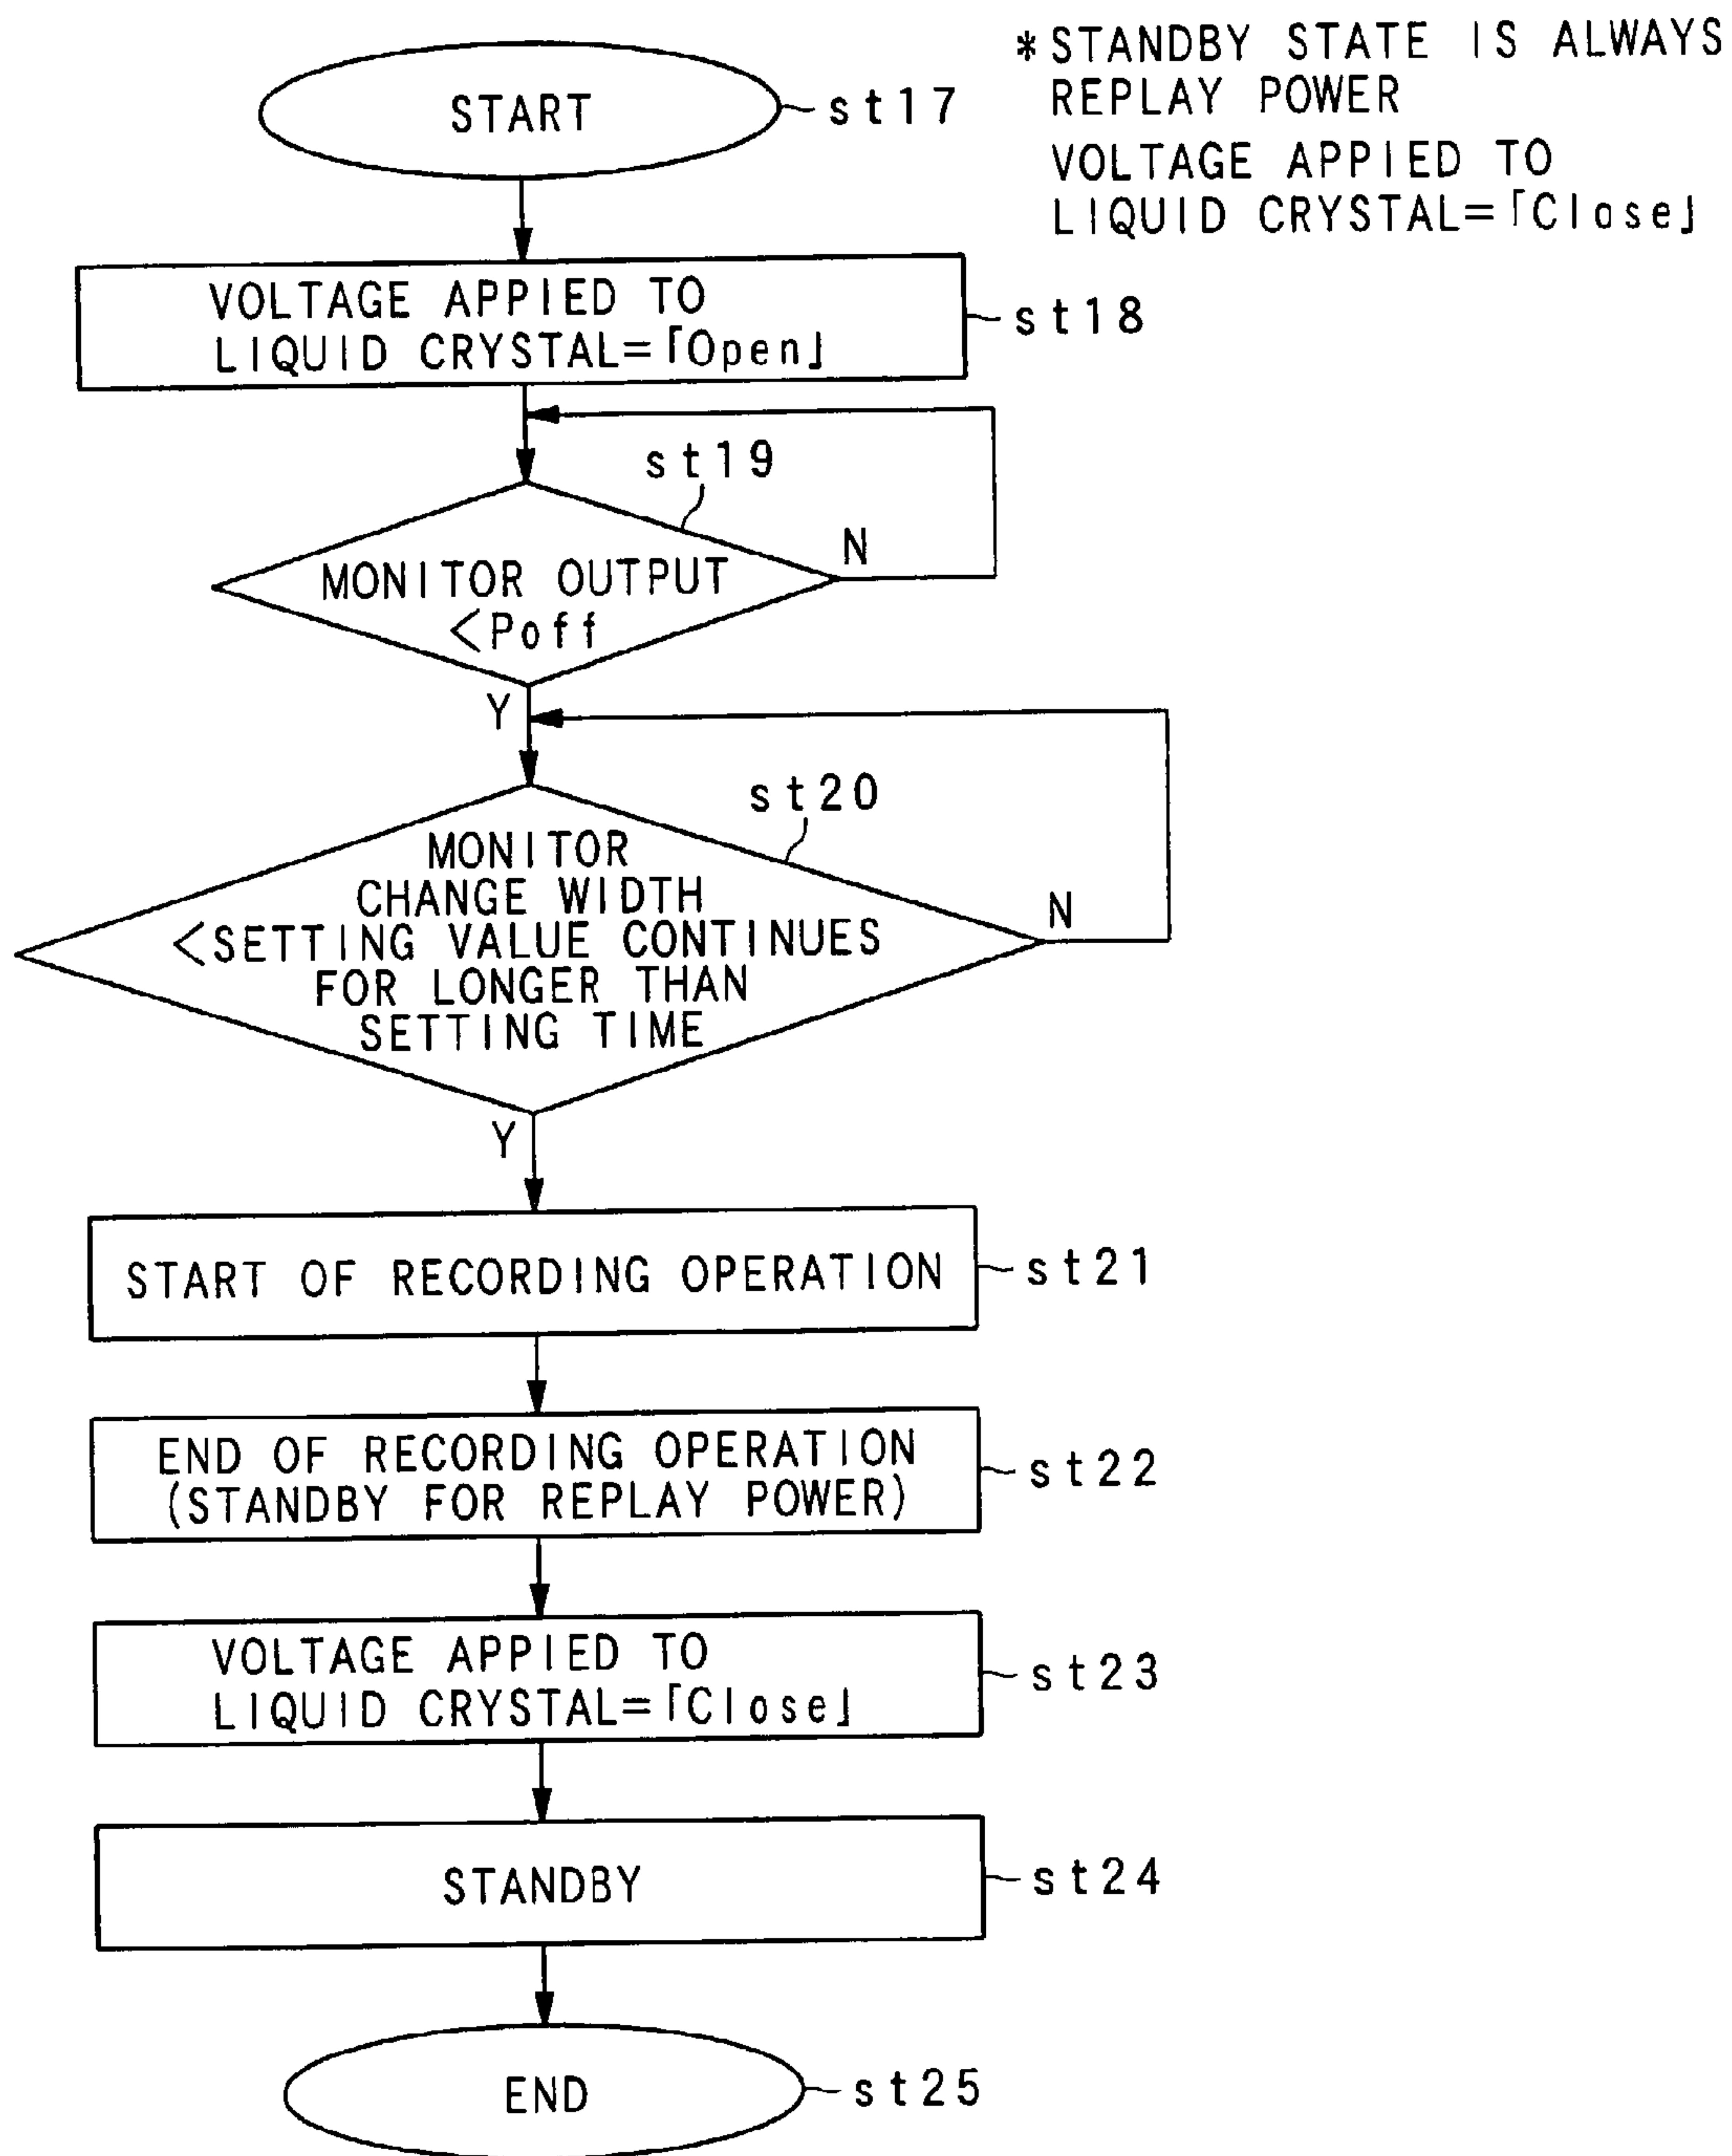 START
st17
*STANDBY STATE IS ALWAYS
REPLAY POWER
VOLTAGE APPIED TO
LIQUID CRYSTAL=「Close」
VOLTAGE APPIED TO
LIQUID CRYSTAL=「Open」
st18
st19
MONITOR OUTPUT
<Poff
N
Y
st20
MONITOR
CHANGE WIDTH
<SETTING VALUE CONTINUES
FOR LONGER THAN
SETTING TIME
N
Y
START OF RECORDING OPERATION
st21
END OF RECORDING OPERATION
(STANDBY FOR REPLAY POWER)
st22
VOLTAGE APPIED TO
LIQUID CRYSTAL=「Close」
st23
STANDBY
st24
END
st25